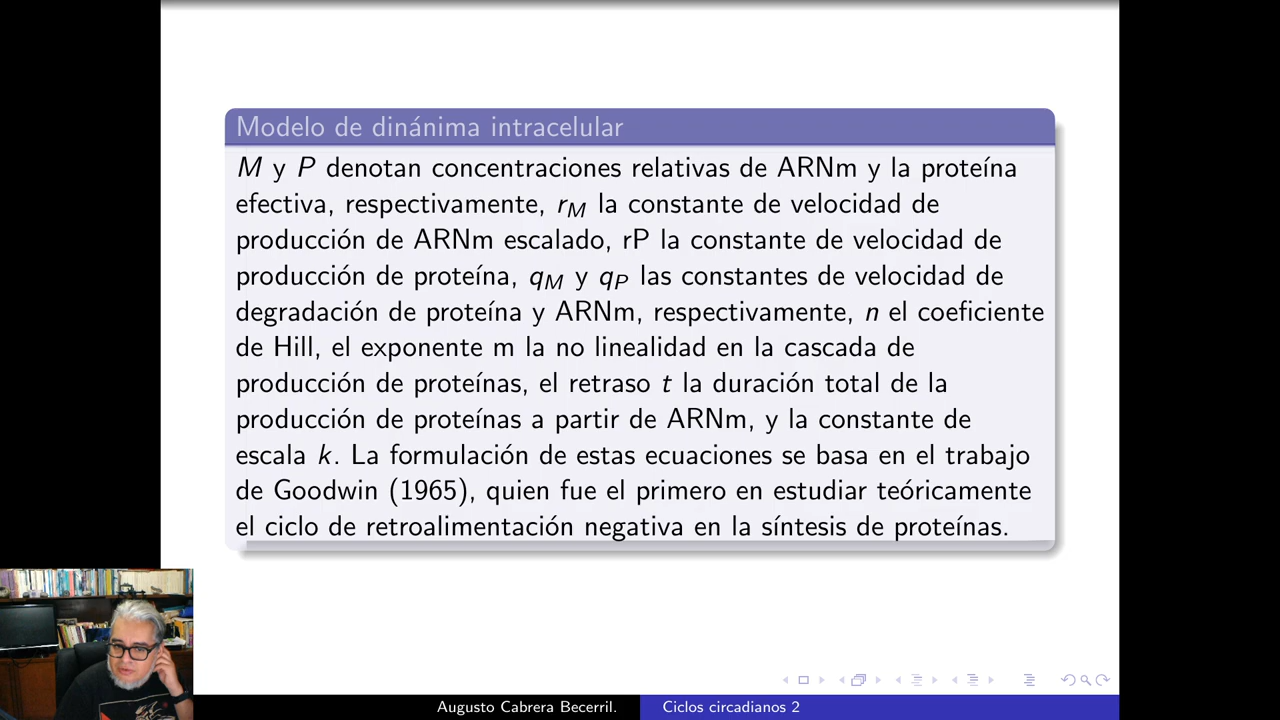 Modelo de dinánima intracelular
M y P denotan concentraciones relativas de ARNm y la proteína
efectiva, respectivamente, r_M la constante de velocidad de
producción de ARNm escalado, rP la constante de velocidad de
producción de proteína, q_M y q_P las constantes de velocidad de
degradación de proteína y ARNm, respectivamente, n el coeficiente
de Hill, el exponente m la no linealidad en la cascada de
producción de proteínas, el retraso t la duración total de la
producción de proteínas a partir de ARNm, y la constante de
escala k. La formulación de estas ecuaciones se basa en el trabajo
de Goodwin (1965), quien fue el primero en estudiar teóricamente
el ciclo de retroalimentación negativa en la síntesis de proteínas.
Augusto Cabrera Becerril.
Ciclos circadianos 2